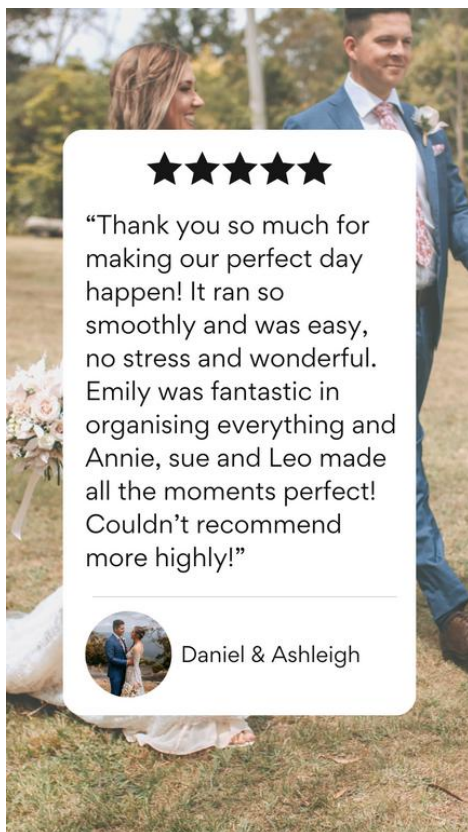 “Thank you so much for
making our perfect day
happen! It ran so
smoothly and was easy,
no stress and wonderful.
Emily was fantastic in
organising everything and
Annie, sue and Leo made
all the moments perfect!
Couldn’t recommend
more highly!”
Daniel & Ashleigh